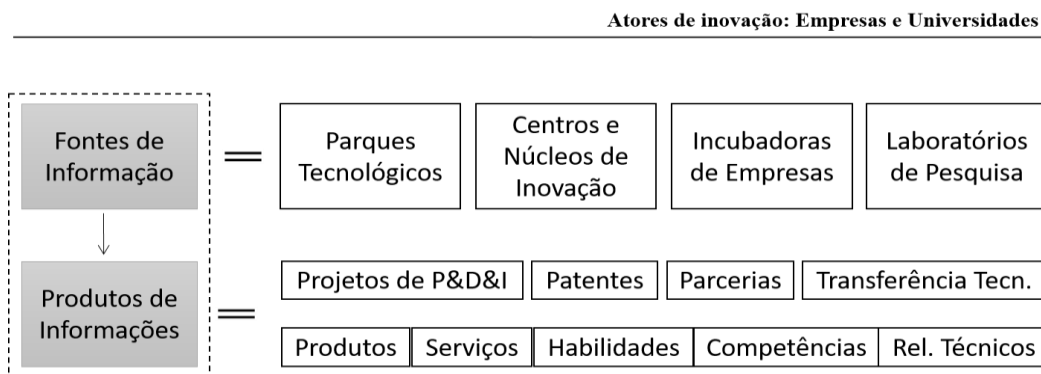 Atores de inovação: Empresas e Universidades
Fontes de
Informação
Parques
Tecnológicos
Centros e
Núcleos de
Inovação
Incubadoras
de Empresas
Laboratórios
de Pesquisa
Produtos de
Informações
Projetos de P&D&I
Patentes
Parcerias
Transferência Tecn.
Produtos
Serviços
Habilidades
Competências
Rel. Técnicos